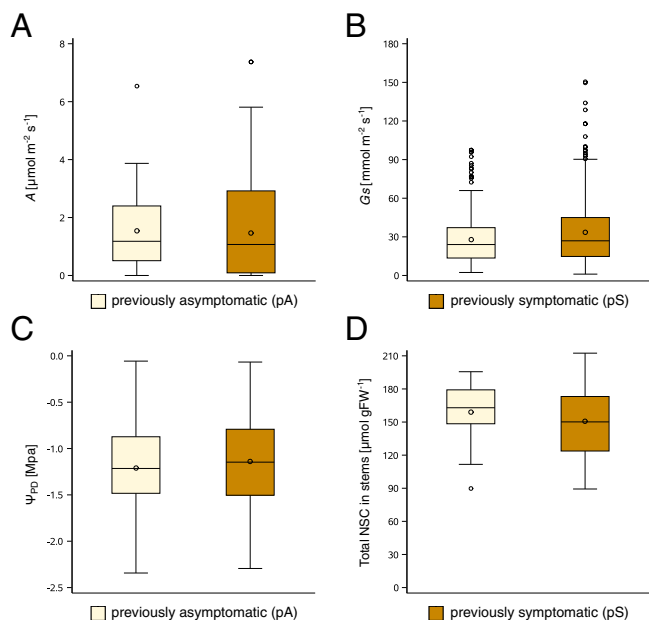 A
8
6
4
2
0
A [µmol m⁻² s⁻¹]
previously asymptomatic (pA)
B
180
150
120
90
60
30
0
Gs [mmol m⁻² s⁻¹]
previously symptomatic (pS)
C
0.0
-0.5
-1.0
-1.5
-2.0
-2.5
ΨPD [Mpa]
previously asymptomatic (pA)
D
210
180
150
120
90
60
30
0
Total NSC in stems [µmol gFW⁻¹]
previously symptomatic (pS)